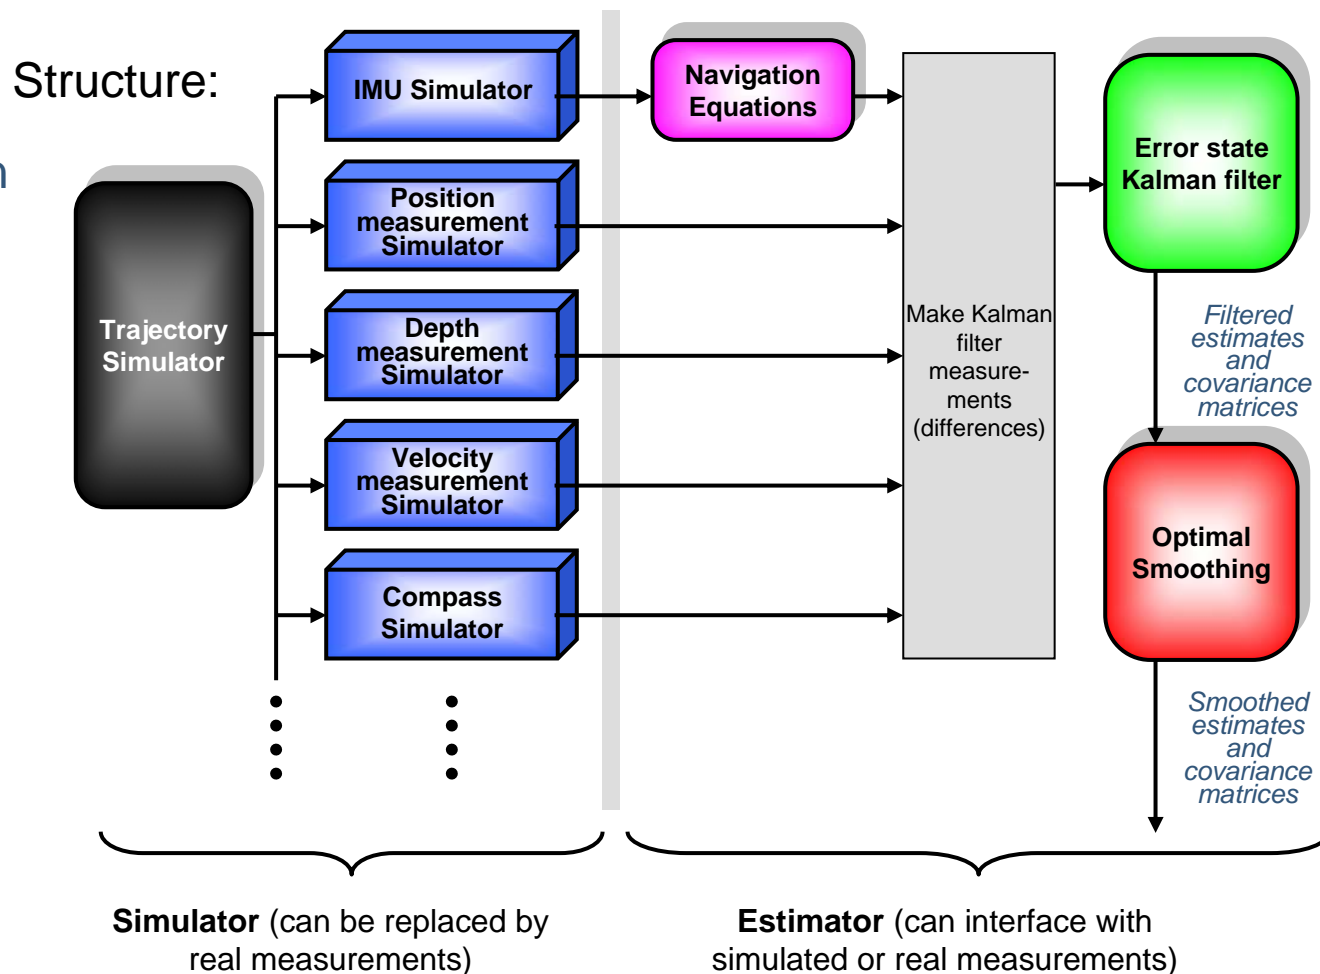 Structure:
n
Trajectory
Simulator
IMU Simulator
Position
measurement
Simulator
Depth
measurement
Simulator
Velocity
measurement
Simulator
Compass
Simulator
Navigation
Equations
Make Kalman
filter
measure-
ments
(differences)
Error state
Kalman filter
Filtered
estimates
and
covariance
matrices
Optimal
Smoothing
Smoothed
estimates
and
covariance
matrices
Simulator (can be replaced by
real measurements)
Estimator (can interface with
simulated or real measurements)